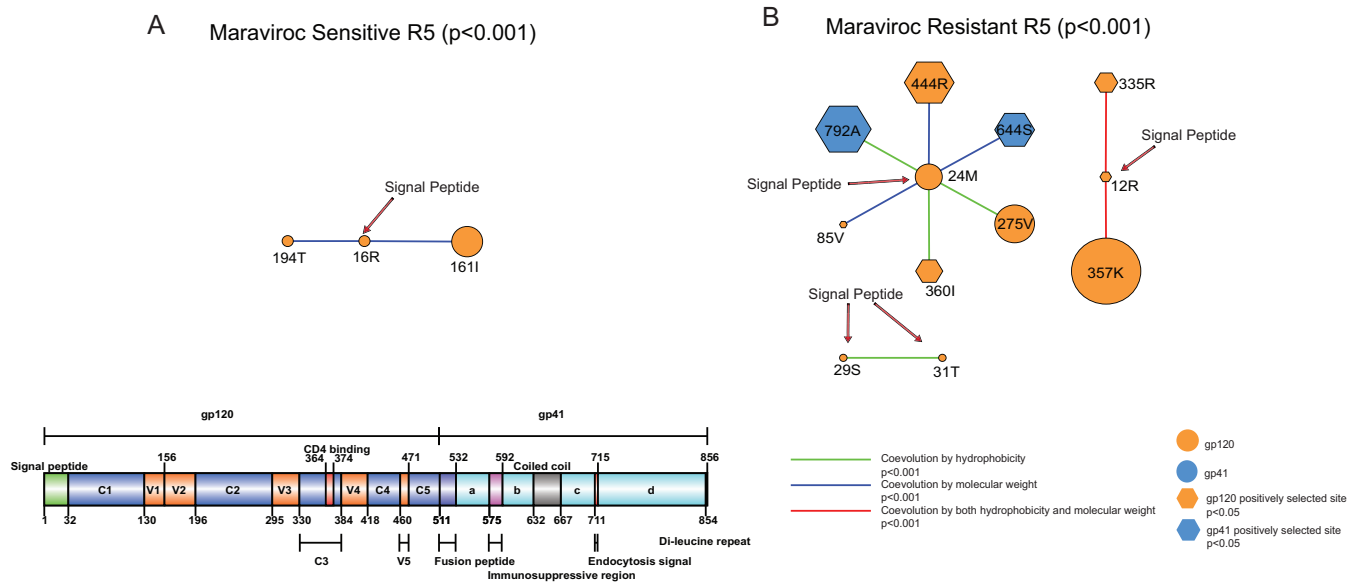 A
Maraviroc Sensitive R5 (p<0.001)
Signal Peptide
194T
16R
161I
B
Maraviroc Resistant R5 (p<0.001)
444R
792A
644S
Signal Peptide
24M
85V
275V
360I
335R
Signal Peptide
12R
357K
Signal Peptide
29S
31T
gp120
gp41
CD4 binding
Signal peptide
156
364
374
471
532
592
Coiled coil
715
856
C1
V1
V2
C2
V3
V4
C4
C5
a
b
c
d
1
32
130
196
295
330
384
418
460
511
575
632
667
711
854
C3
V5
Fusion peptide
Immunosuppressive region
Di-leucine repeat
Endocytosis signal
Coevolution by hydrophobicity
p<0.001
Coevolution by molecular weight
p<0.001
Coevolution by both hydrophobicity and molecular weight
p<0.001
gp120
gp41
gp120 positively selected site
p<0.05
gp41 positively selected site
p<0.05